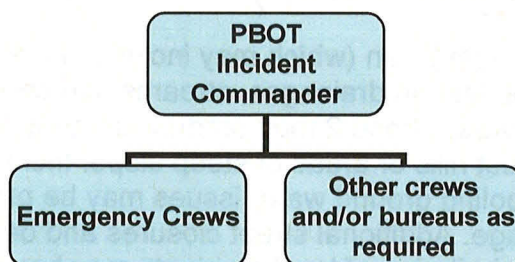 PBOT
Incident
Commander
Emergency Crews
Other crews
and/or bureaus as
required